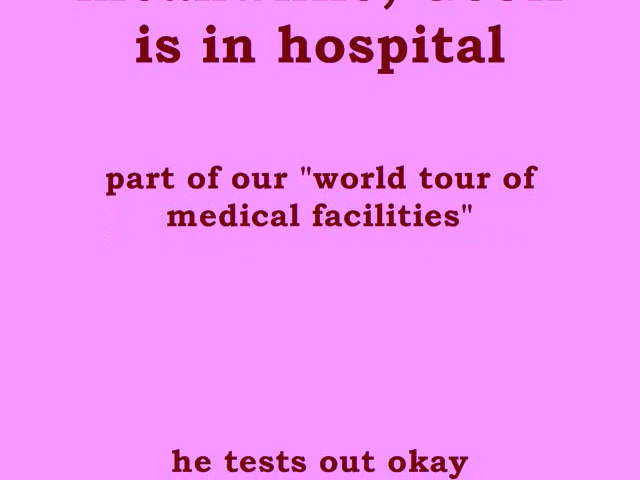 is in hospital
part of our "world tour of
medical facilities"
he tests out okay